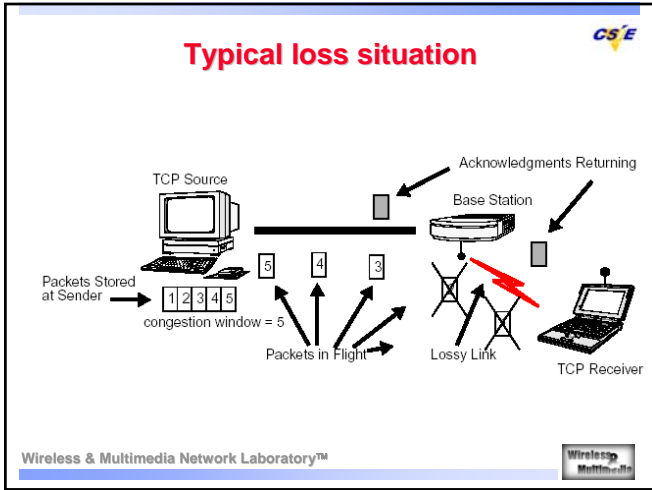 CSIE
Typical loss situation
Acknowledgments Returning
TCP Source
Base Station
5
4
3
Packets Stored
at Sender
1 2 3 4 5
congestion window = 5
Packets in Flight
Lossy Link
TCP Receiver
Wireless & Multimedia Network Laboratory™
Wireless
Multimedia